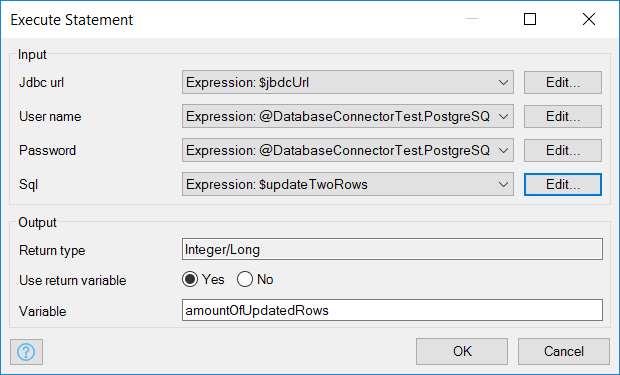 Execute Statement
Input
Jdbc url Expression: $jbdcUrl Edit...
User name Expression: @DatabaseConnectorTest.PostgreSQ Edit...
Password Expression: @DatabaseConnectorTest.PostgreSQ Edit...
Sql Expression: $updateTwoRows Edit...
Output
Return type Integer/Long
Use return variable Yes No
Variable amountOfUpdatedRows
? OK Cancel